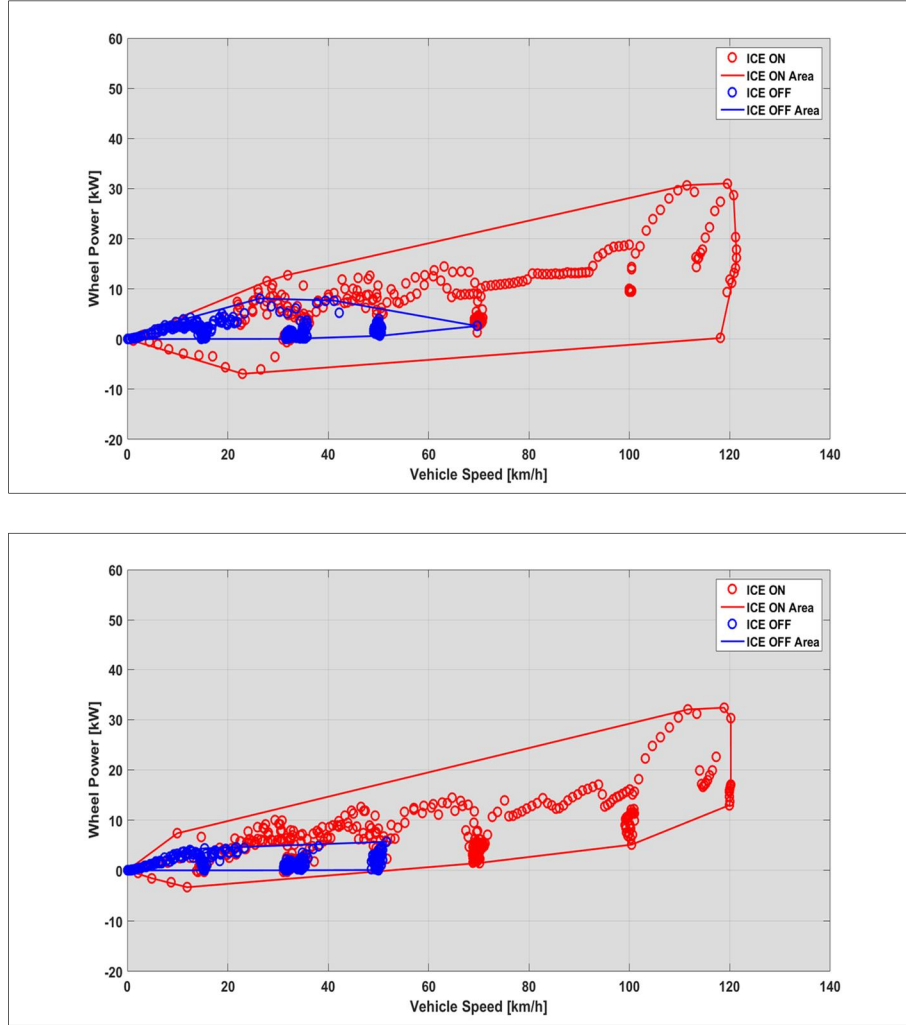 60
50
40
30
20
10
0
-10
-20
Wheel Power [kW]
ICE ON
ICE ON Area
ICE OFF
ICE OFF Area
0 20 40 60 80 100 120 140
Vehicle Speed [km/h]
60
50
40
30
20
10
0
-10
-20
Wheel Power [kW]
ICE ON
ICE ON Area
ICE OFF
ICE OFF Area
0 20 40 60 80 100 120 140
Vehicle Speed [km/h]